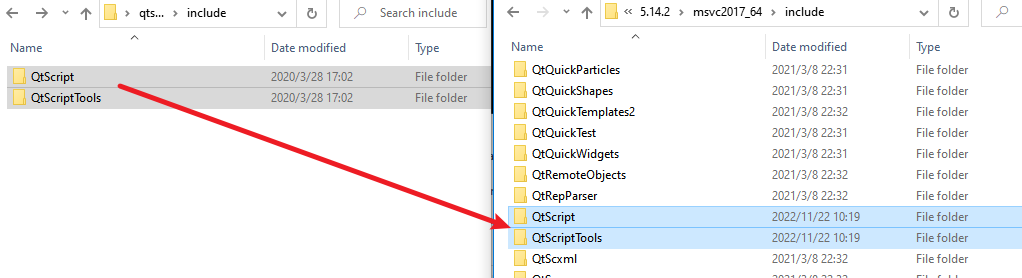 qts... > include
Search include
Name Date modified Type
QtScript 2020/3/28 17:02 File folder
QtScriptTools 2020/3/28 17:02 File folder
« 5.14.2 > msvc2017_64 > include
Name Date modified Type
QtQuickParticles 2021/3/8 22:31 File folder
QtQuickShapes 2021/3/8 22:31 File folder
QtQuickTemplates2 2021/3/8 22:32 File folder
QtQuickTest 2021/3/8 22:31 File folder
QtQuickWidgets 2021/3/8 22:31 File folder
QtRemoteObjects 2021/3/8 22:32 File folder
QtRepParser 2021/3/8 22:32 File folder
QtScript 2022/11/22 10:19 File folder
QtScriptTools 2022/11/22 10:19 File folder
QtScxml 2021/3/8 22:32 File folder